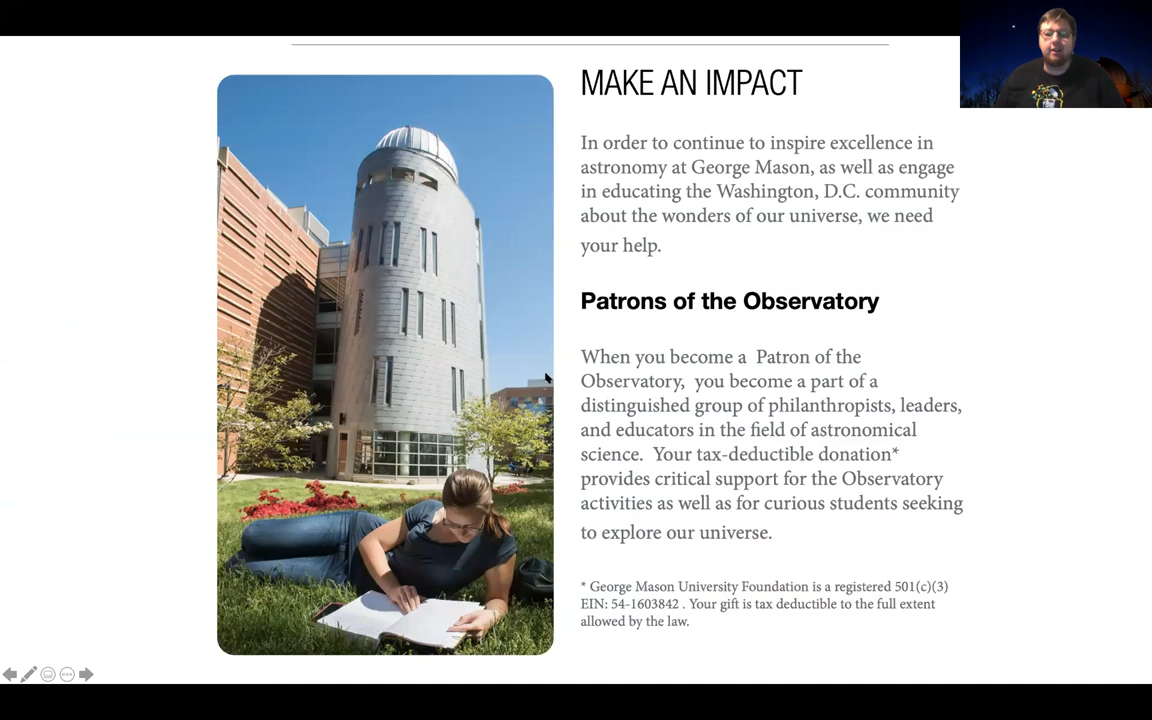 MAKE AN IMPACT
In order to continue to inspire excellence in
astronomy at George Mason, as well as engage
in educating the Washington, D.C. community
about the wonders of our universe, we need
your help.
Patrons of the Observatory
When you become a  Patron of the
Observatory,  you become a part of a
distinguished group of philanthropists, leaders,
and educators in the field of astronomical
science.  Your tax-deductible donation*
provides critical support for the Observatory
activities as well as for curious students seeking
to explore our universe.
* George Mason University Foundation is a registered 501(c)(3)
EIN: 54-1603842 . Your gift is tax deductible to the full extent
allowed by the law.